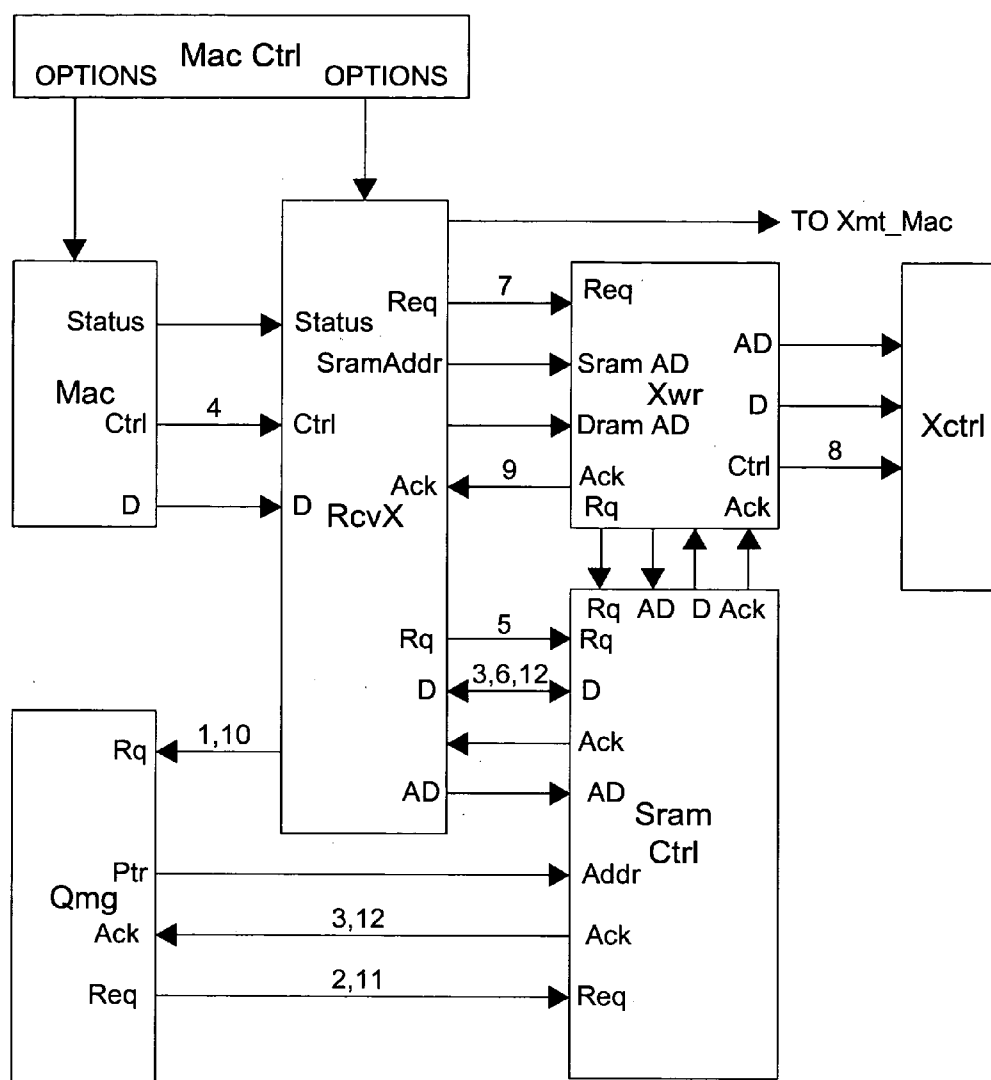 Mac Ctrl
OPTIONS OPTIONS
TO Xmt_Mac
Req 7 Req
Status Status
AD
SramAddr Sram AD
Mac Xwr
D
Ctrl 4 Ctrl Dram AD Xctrl
Ctrl 8
Ack 9 Ack
D D RcvX Rq Ack
Rq AD D Ack
Rq 5 Rq
D 3,6,12 D
Rq 1,10 Ack
AD AD
Sram
Ctrl
Ptr Addr
Qmg
Ack 3,12 Ack
Req 2,11 Req